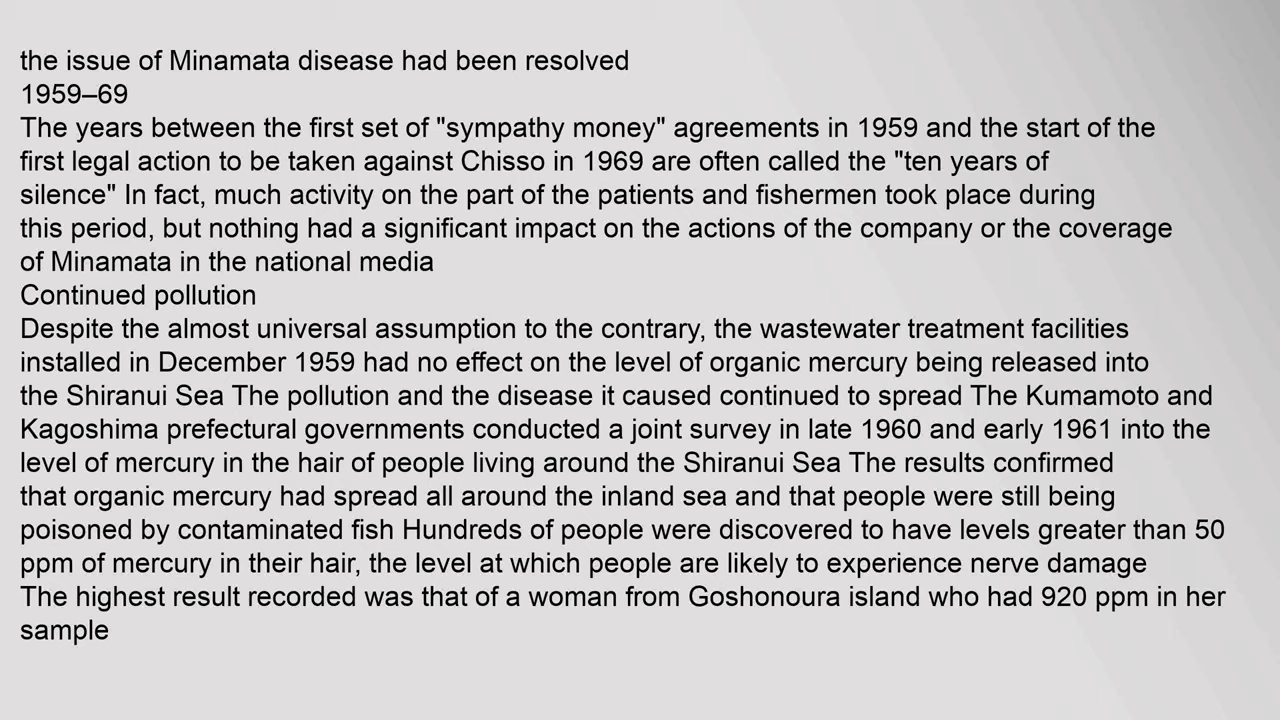 the issue of Minamata disease had been resolved
1959–69
The years between the first set of "sympathy money" agreements in 1959 and the start of the
first legal action to be taken against Chisso in 1969 are often called the "ten years of
silence" In fact, much activity on the part of the patients and fishermen took place during
this period, but nothing had a significant impact on the actions of the company or the coverage
of Minamata in the national media
Continued pollution
Despite the almost universal assumption to the contrary, the wastewater treatment facilities
installed in December 1959 had no effect on the level of organic mercury being released into
the Shiranui Sea The pollution and the disease it caused continued to spread The Kumamoto and
Kagoshima prefectural governments conducted a joint survey in late 1960 and early 1961 into the
level of mercury in the hair of people living around the Shiranui Sea The results confirmed
that organic mercury had spread all around the inland sea and that people were still being
poisoned by contaminated fish Hundreds of people were discovered to have levels greater than 50
ppm of mercury in their hair, the level at which people are likely to experience nerve damage
The highest result recorded was that of a woman from Goshonoura island who had 920 ppm in her
sample